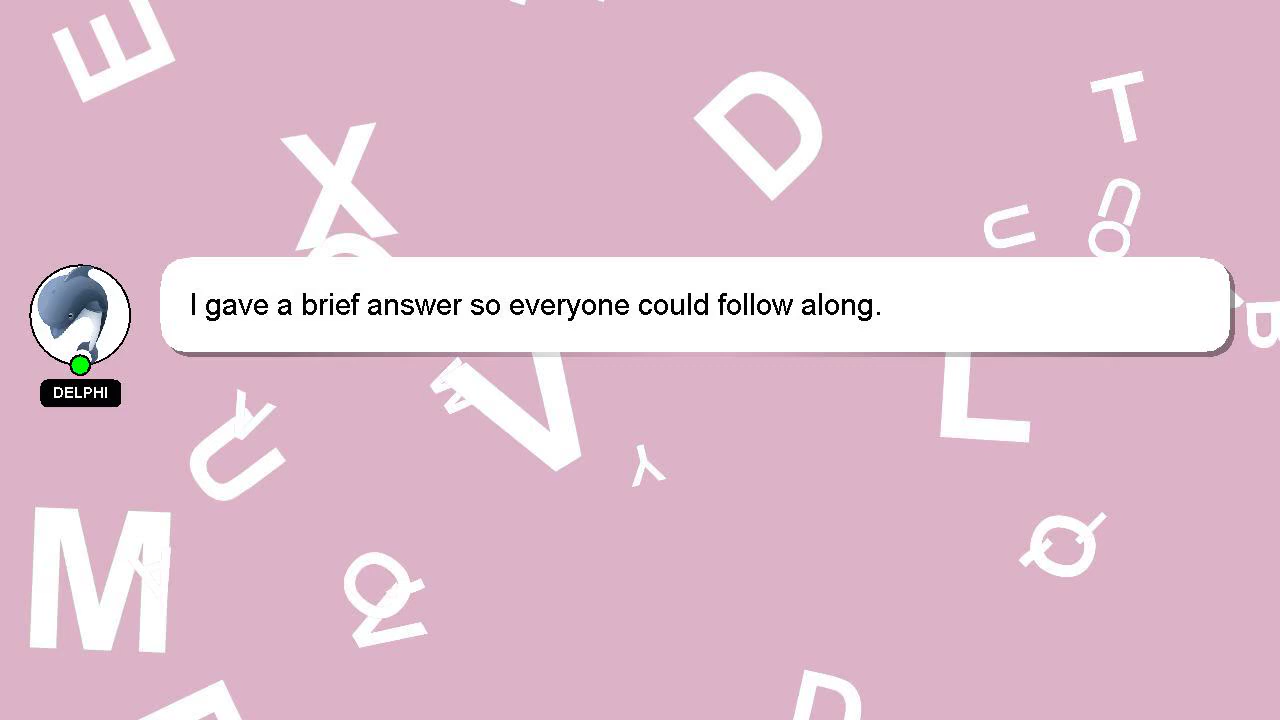 I gave a brief answer so everyone could follow along.
DELPHI
E
X
D
T
U
U
O
B
V
L
Y
U
Y
M
Q
Z
Q
D